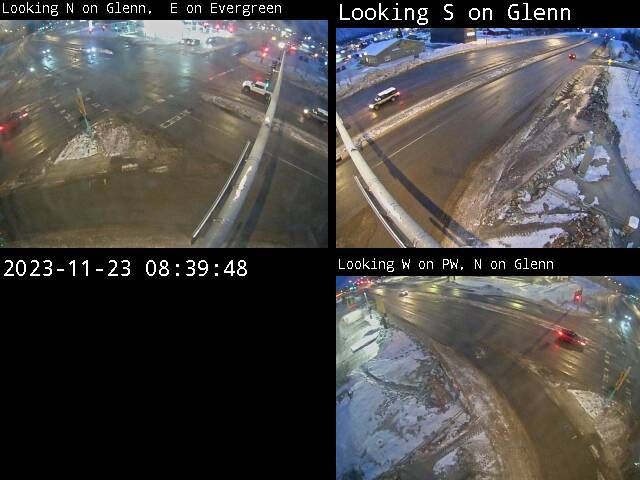 Looking N on Glenn,  E on Evergreen
Looking S on Glenn
2023-11-23 08:39:48
Looking W on PW, N on Glenn